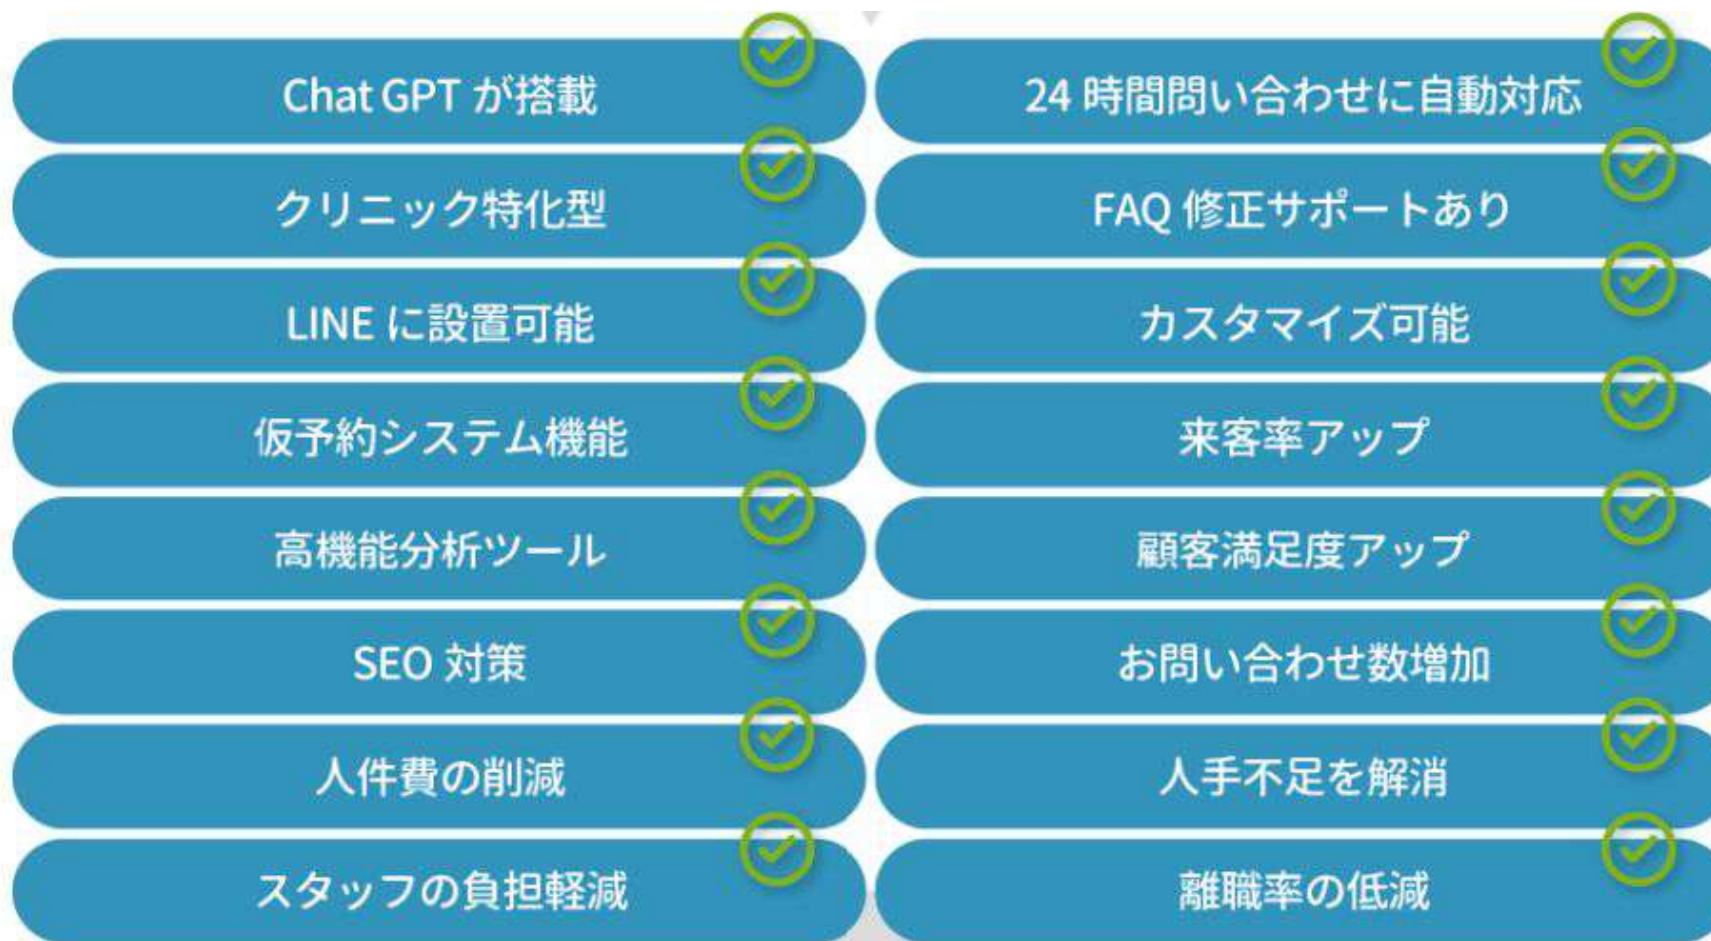 Chat GPT が搭載
24 時間問い合わせに自動対応
クリニック特化型
FAQ 修正サポートあり
LINE に設置可能
カスタマイズ可能
仮予約システム機能
来客率アップ
高機能分析ツール
顧客満足度アップ
SEO 対策
お問い合わせ数増加
人件費の削減
人手不足を解消
スタッフの負担軽減
離職率の低減